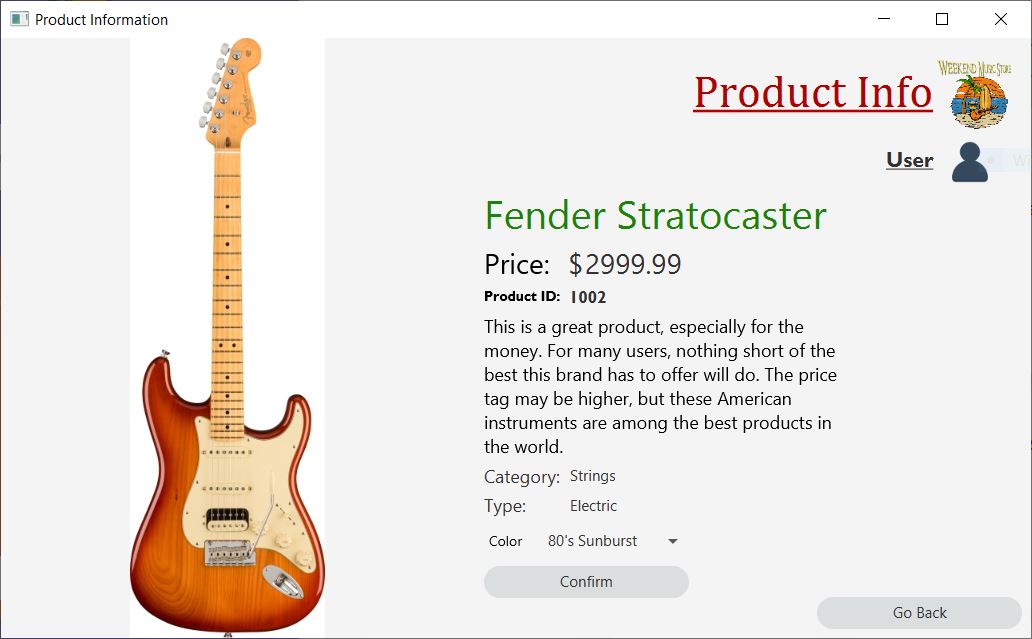 Product Information
Product Info
WEEKEND MUSIC STORE
User
Fender Stratocaster
Price: $2999.99
Product ID: 1002
This is a great product, especially for the
money. For many users, nothing short of the
best this brand has to offer will do. The price
tag may be higher, but these American
instruments are among the best products in
the world.
Category: Strings
Type: Electric
Color 80's Sunburst
Confirm
Go Back
Fender